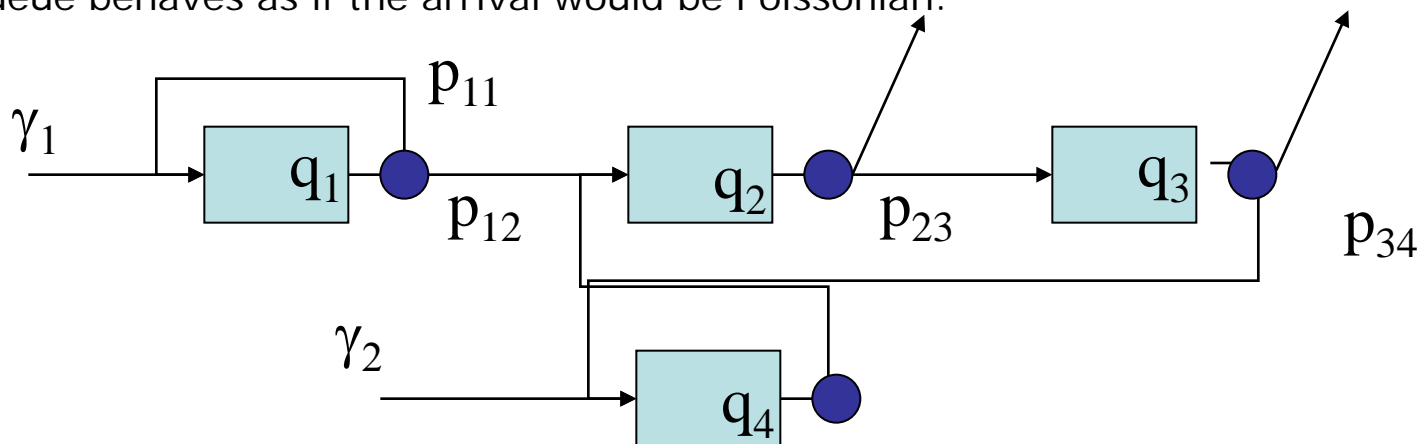 queue behaves as if the arrival would be Poissonian.
p₁₁
γ₁
q₁ q₂ q₃
p₁₂ p₂₃ p₃₄
γ₂
q₄